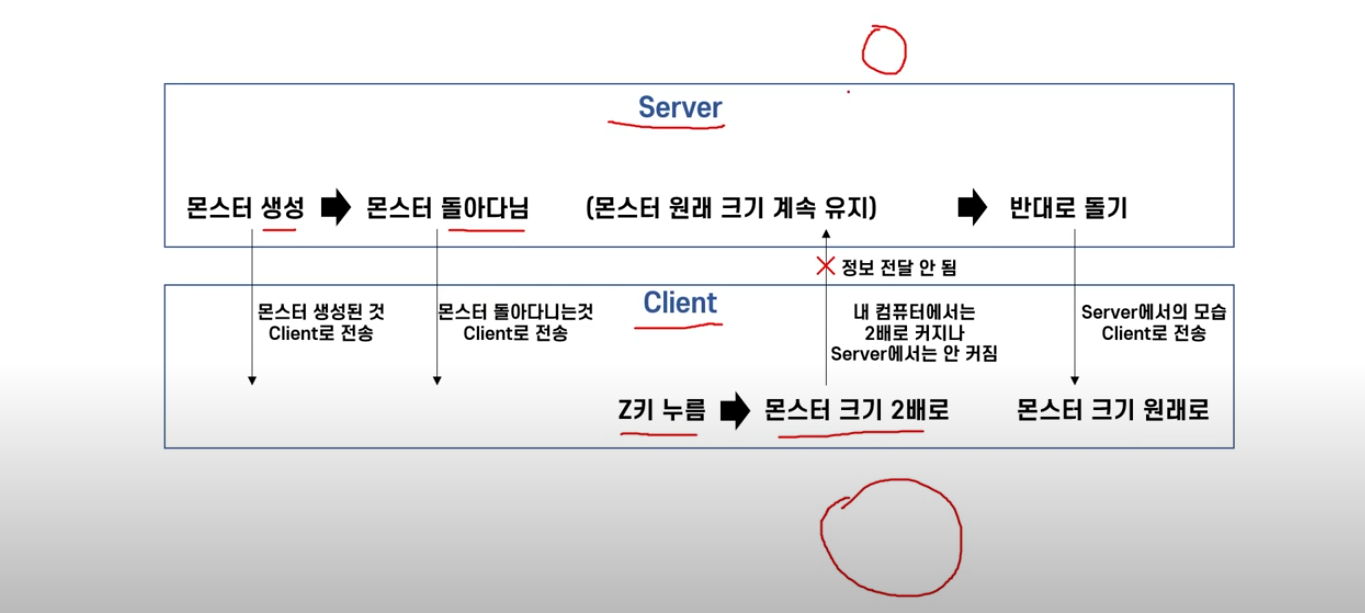 Server
몬스터 생성 몬스터 돌아다님 (몬스터 원래 크기 계속 유지) 반대로 돌기
정보 전달 안 됨
Client
몬스터 생성된 것
Client로 전송
몬스터 돌아다니는것
Client로 전송
내 컴퓨터에서는
2배로 커지나
Server에서는 안 커짐
Server에서의 모습
Client로 전송
Z키 누름 몬스터 크기 2배로 몬스터 크기 원래로